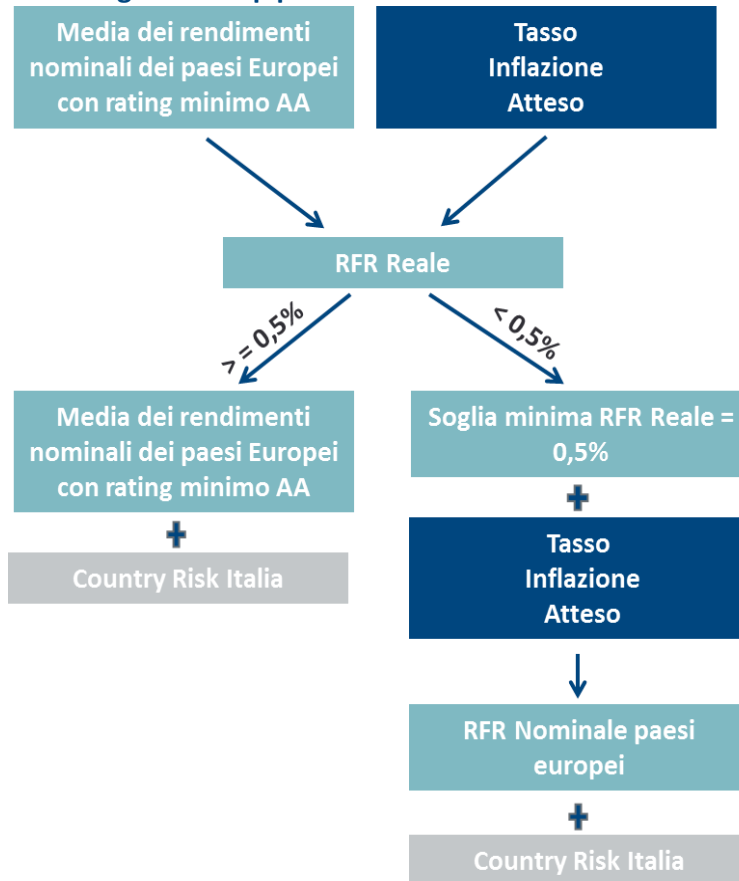 Media dei rendimenti
nominali dei paesi Europei
con rating minimo AA
Tasso
Inflazione
Atteso
RFR Reale
> = 0,5%
< 0,5%
Media dei rendimenti
nominali dei paesi Europei
con rating minimo AA
+
Country Risk Italia
Soglia minima RFR Reale =
0,5%
+
Tasso
Inflazione
Atteso
RFR Nominale paesi
europei
+
Country Risk Italia